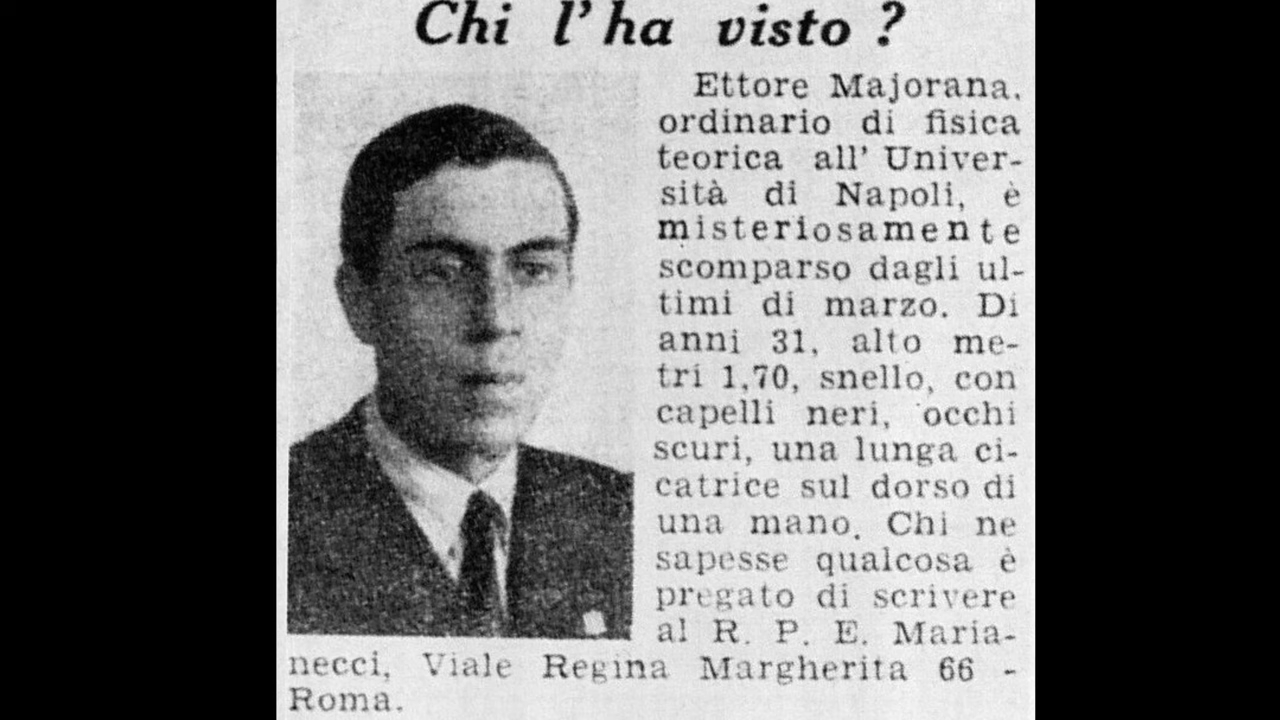 Chi l'ha visto?
Ettore Majorana,
ordinario di fisica
teorica all' Univer-
sità di Napoli, è
misteriosamente
scomparso dagli ul-
timi di marzo. Di
anni 31, alto me-
tri 1,70, snello, con
capelli neri, occhi
scuri, una lunga ci-
catrice sul dorso di
una mano. Chi ne
sapesse qualcosa è
pregato di scrivere
al R. P. E. Maria-
necci, Viale Regina Margherita 66 -
Roma.